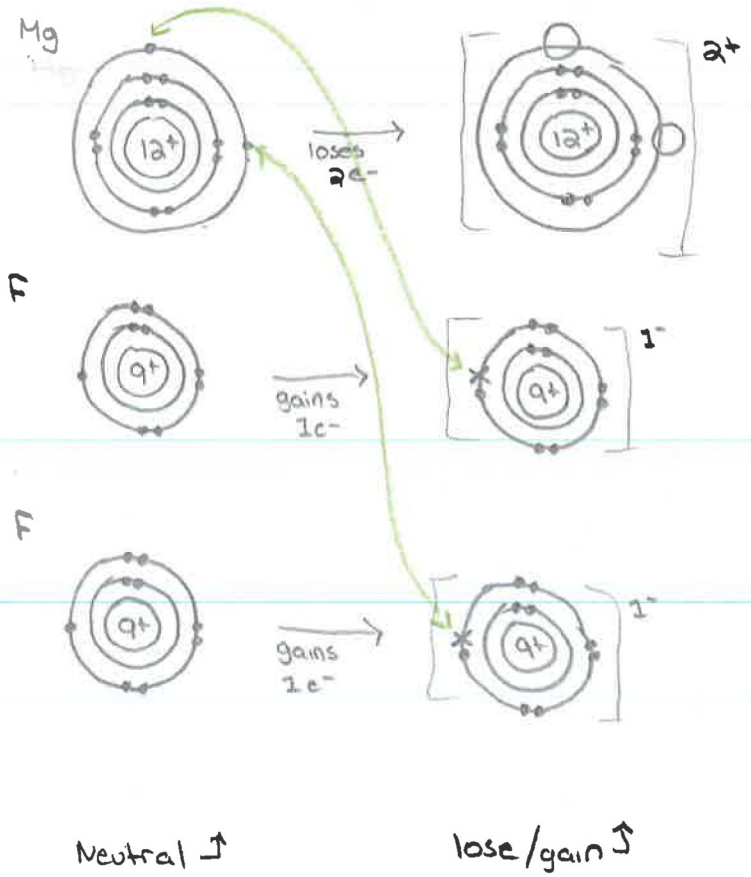 Mg
12+
loses
2e-
12+
2+
F
9+
gains
1e-
9+
1-
F
9+
gains
1e-
9+
1-
Neutral ↑
lose/gain ↑